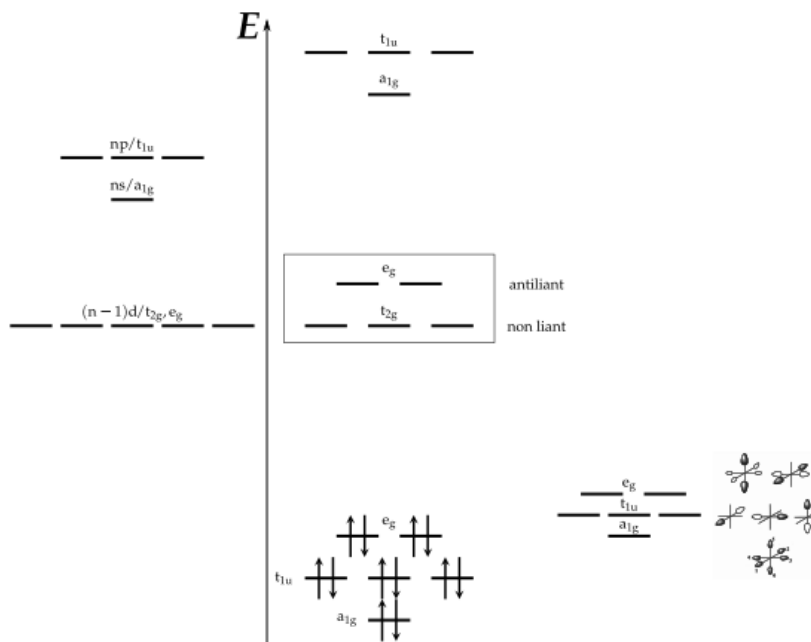 E
t1u
a1g
np/t1u
ns/a1g
eg
antiliant
(n − 1)d/t2g, eg
t2g
non liant
eg
t1u
a1g
eg
t1u
a1g